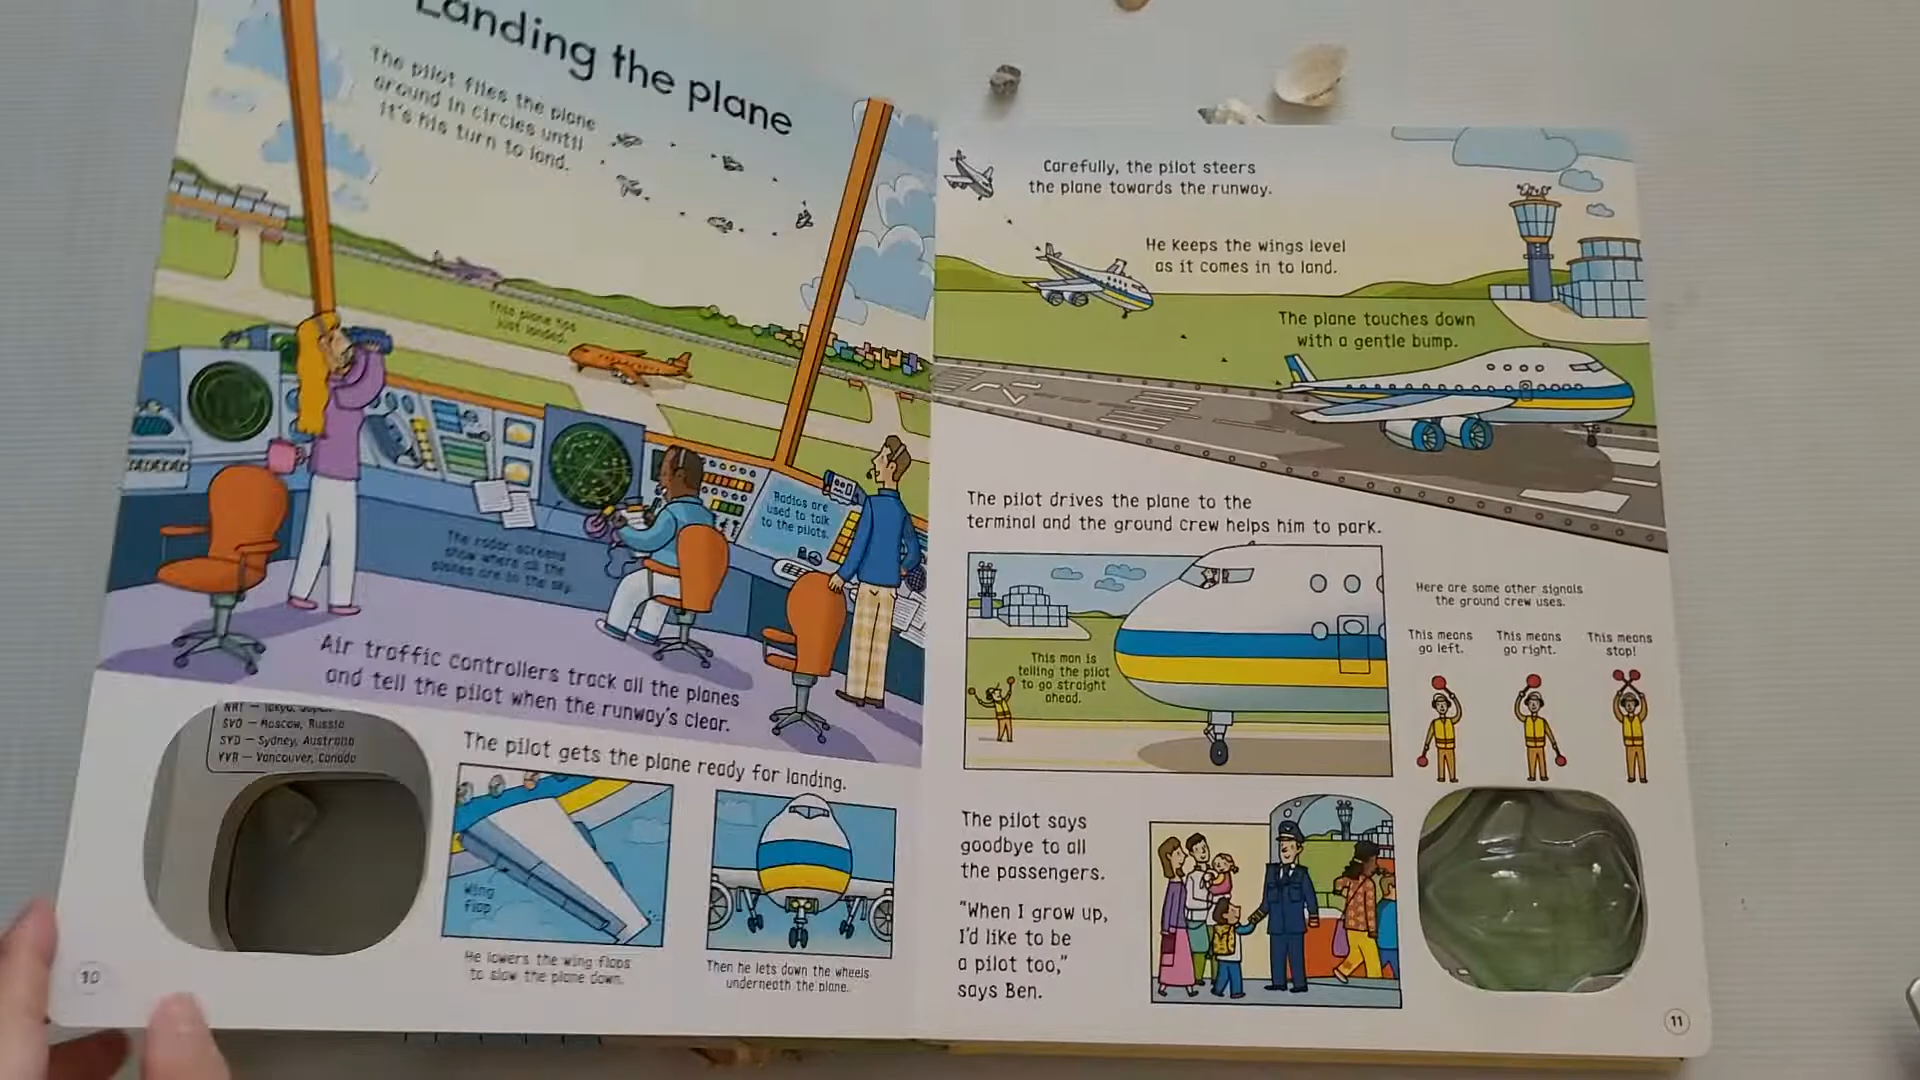 Landing the plane
The pilot flies the plane
around in circles until
it's his turn to land.
This plane has
just landed.
Radios are
used to talk
to the pilots.
The radar screens
show where all the
planes are in the sky.
Air traffic controllers track all the planes
and tell the pilot when the runway's clear.
NRT – Tokyo, Japan
SVO – Moscow, Russia
SYD – Sydney, Australia
YVR – Vancouver, Canada
The pilot gets the plane ready for landing.
Wing
flap
He lowers the wing flaps
to slow the plane down.
Then he lets down the wheels
underneath the plane.
10
Carefully, the pilot steers
the plane towards the runway.
He keeps the wings level
as it comes in to land.
The plane touches down
with a gentle bump.
The pilot drives the plane to the
terminal and the ground crew helps him to park.
This man is
telling the pilot
to go straight
ahead.
Here are some other signals
the ground crew uses.
This means
go left.
This means
go right.
This means
stop!
The pilot says
goodbye to all
the passengers.
"When I grow up,
I'd like to be
a pilot too,"
says Ben.
11